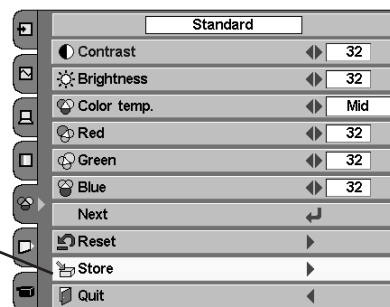 Standard
Contrast 32
Brightness 32
Color temp. Mid
Red 32
Green 32
Blue 32
Next
Reset
Store
Quit